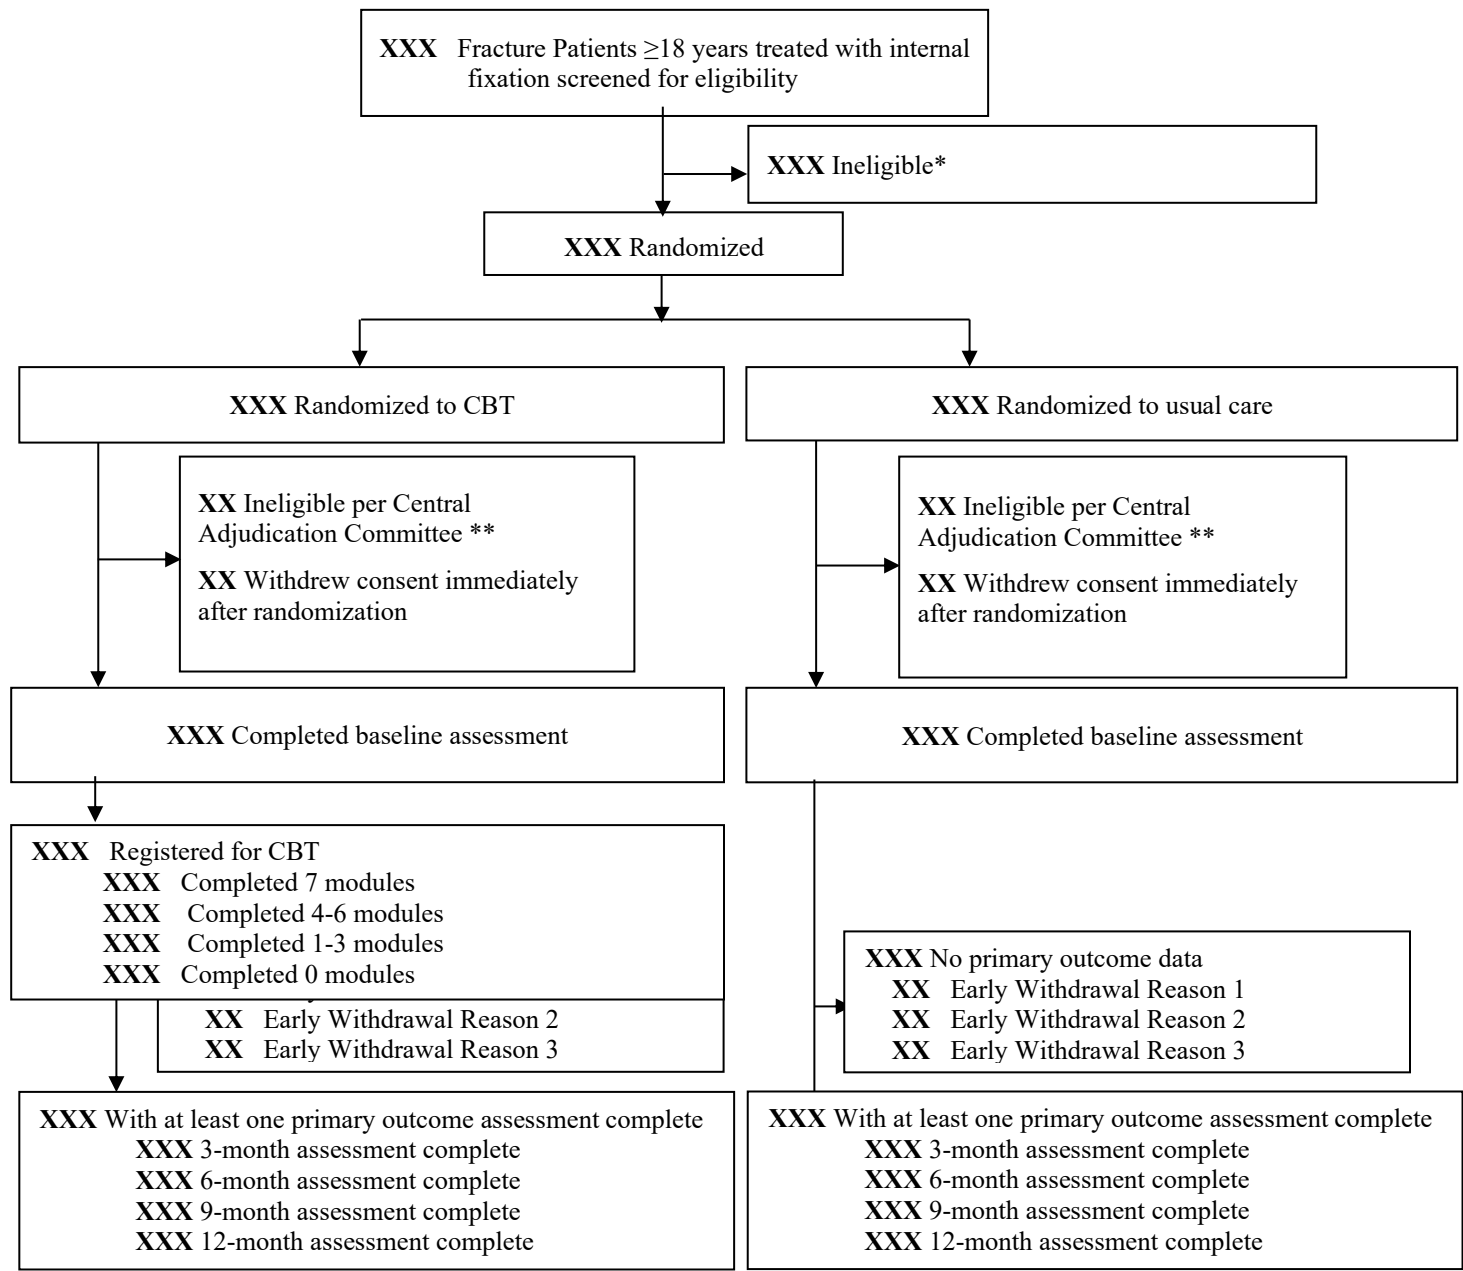 XXX Fracture Patients ≥18 years treated with internal
fixation screened for eligibility
XXX Ineligible*
XXX Randomized
XXX Randomized to CBT
XXX Randomized to usual care
XX Ineligible per Central
Adjudication Committee **
XX Withdrew consent immediately
after randomization
XX Ineligible per Central
Adjudication Committee **
XX Withdrew consent immediately
after randomization
XXX Completed baseline assessment
XXX Completed baseline assessment
XXX Registered for CBT
XXX Completed 7 modules
XXX Completed 4-6 modules
XXX Completed 1-3 modules
XXX Completed 0 modules
XX Early Withdrawal Reason 2
XX Early Withdrawal Reason 3
XXX No primary outcome data
XX Early Withdrawal Reason 1
XX Early Withdrawal Reason 2
XX Early Withdrawal Reason 3
XXX With at least one primary outcome assessment complete
XXX 3-month assessment complete
XXX 6-month assessment complete
XXX 9-month assessment complete
XXX 12-month assessment complete
XXX With at least one primary outcome assessment complete
XXX 3-month assessment complete
XXX 6-month assessment complete
XXX 9-month assessment complete
XXX 12-month assessment complete